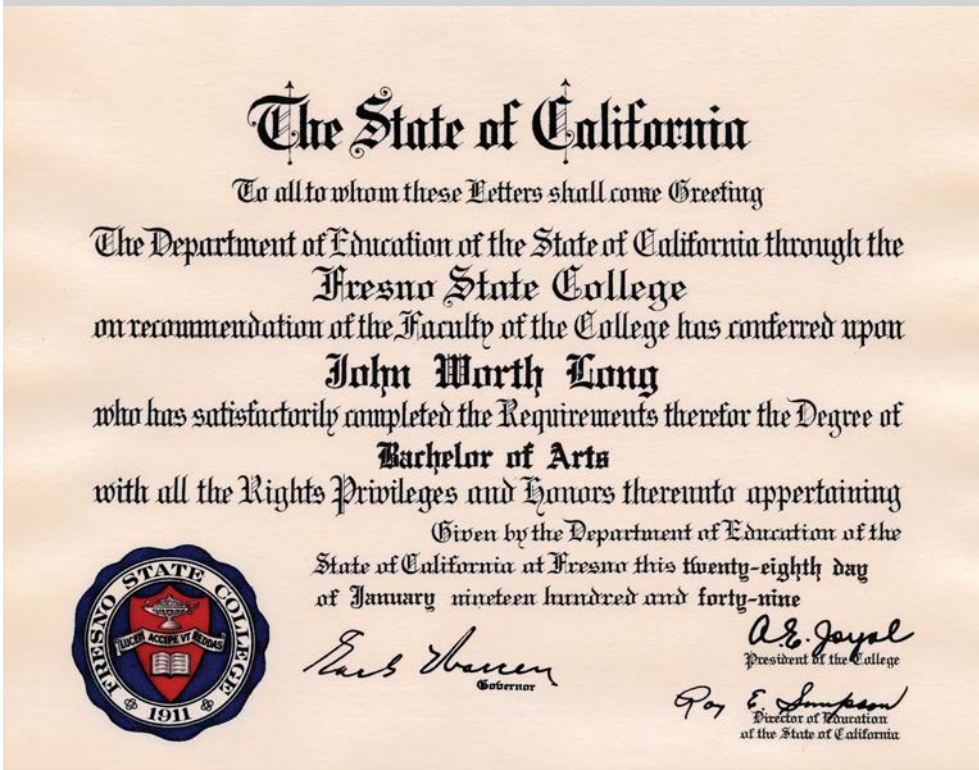 The State of California
To all to whom these Letters shall come Greeting
The Department of Education of the State of California through the
Fresno State College
on recommendation of the Faculty of the College has conferred upon
John Worth Long
who has satisfactorily completed the Requirements therefor the Degree of
Bachelor of Arts
with all the Rights Privileges and Honors thereunto appertaining
Given by the Department of Education of the
State of California at Fresno this twenty-eighth day
of January nineteen hundred and forty-nine
FRESNO STATE COLLEGE
LUCEM ACCIPE VT REDDAS
1911
Earl Warren
Governor
A.E. Joyal
President of the College
Roy E. Simpson
Director of Education
of the State of California